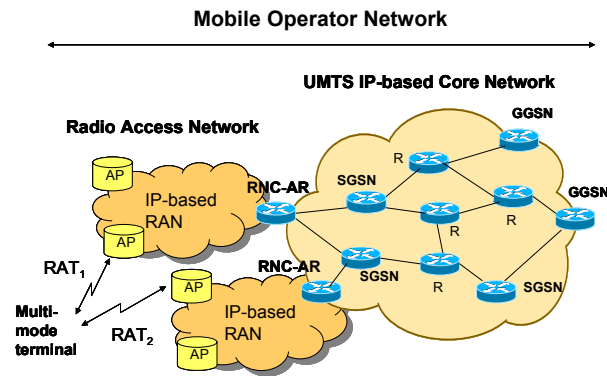 Mobile Operator Network
UMTS IP-based Core Network
GGSN
Radio Access Network
R
AP
RNC-AR
SGSN
GGSN
IP-based
RAN
R
R
AP
RAT1
RNC-AR
SGSN
R
SGSN
AP
Multi-
mode
terminal
RAT2
IP-based
RAN
AP